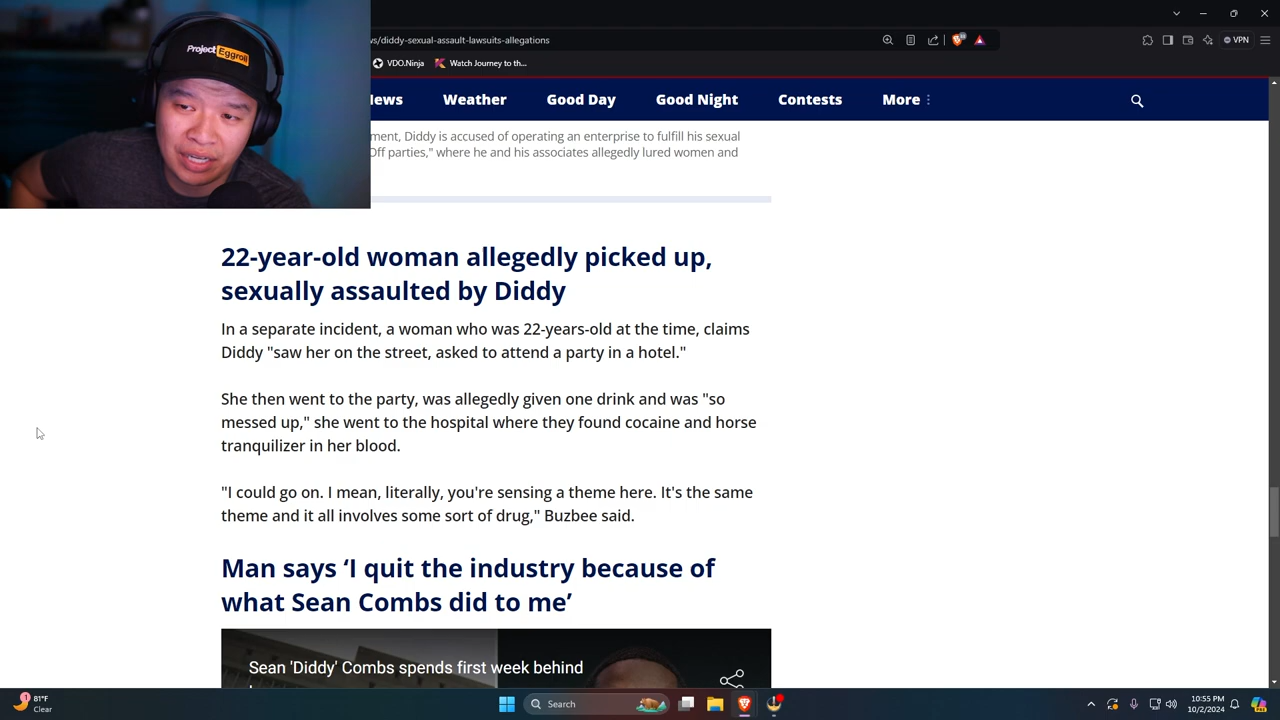 Project Eggroll
ws/diddy-sexual-assault-lawsuits-allegations
VDO.Ninja
Watch Journey to th...
VPN
News
Weather
Good Day
Good Night
Contests
More
ment, Diddy is accused of operating an enterprise to fulfill his sexual
Off parties," where he and his associates allegedly lured women and
22-year-old woman allegedly picked up,
sexually assaulted by Diddy
In a separate incident, a woman who was 22-years-old at the time, claims
Diddy "saw her on the street, asked to attend a party in a hotel."
She then went to the party, was allegedly given one drink and was "so
messed up," she went to the hospital where they found cocaine and horse
tranquilizer in her blood.
"I could go on. I mean, literally, you're sensing a theme here. It's the same
theme and it all involves some sort of drug," Buzbee said.
Man says ‘I quit the industry because of
what Sean Combs did to me’
Sean 'Diddy' Combs spends first week behind
1
81°F
Clear
Search
10:55 PM
10/2/2024